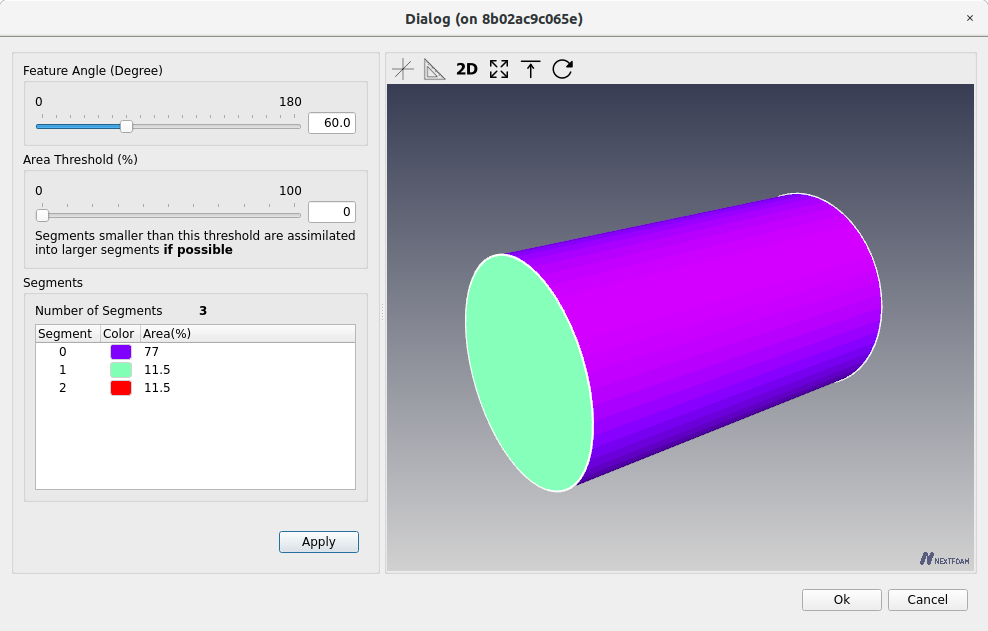 Dialog (on 8b02ac9c065e)
×
Feature Angle (Degree)
0 180
60.0
Area Threshold (%)
0 100
0
Segments smaller than this threshold are assimilated
into larger segments if possible
Segments
Number of Segments 3
Segment Color Area(%)
0 77
1 11.5
2 11.5
Apply
2D
NEXTFOAM
Ok Cancel